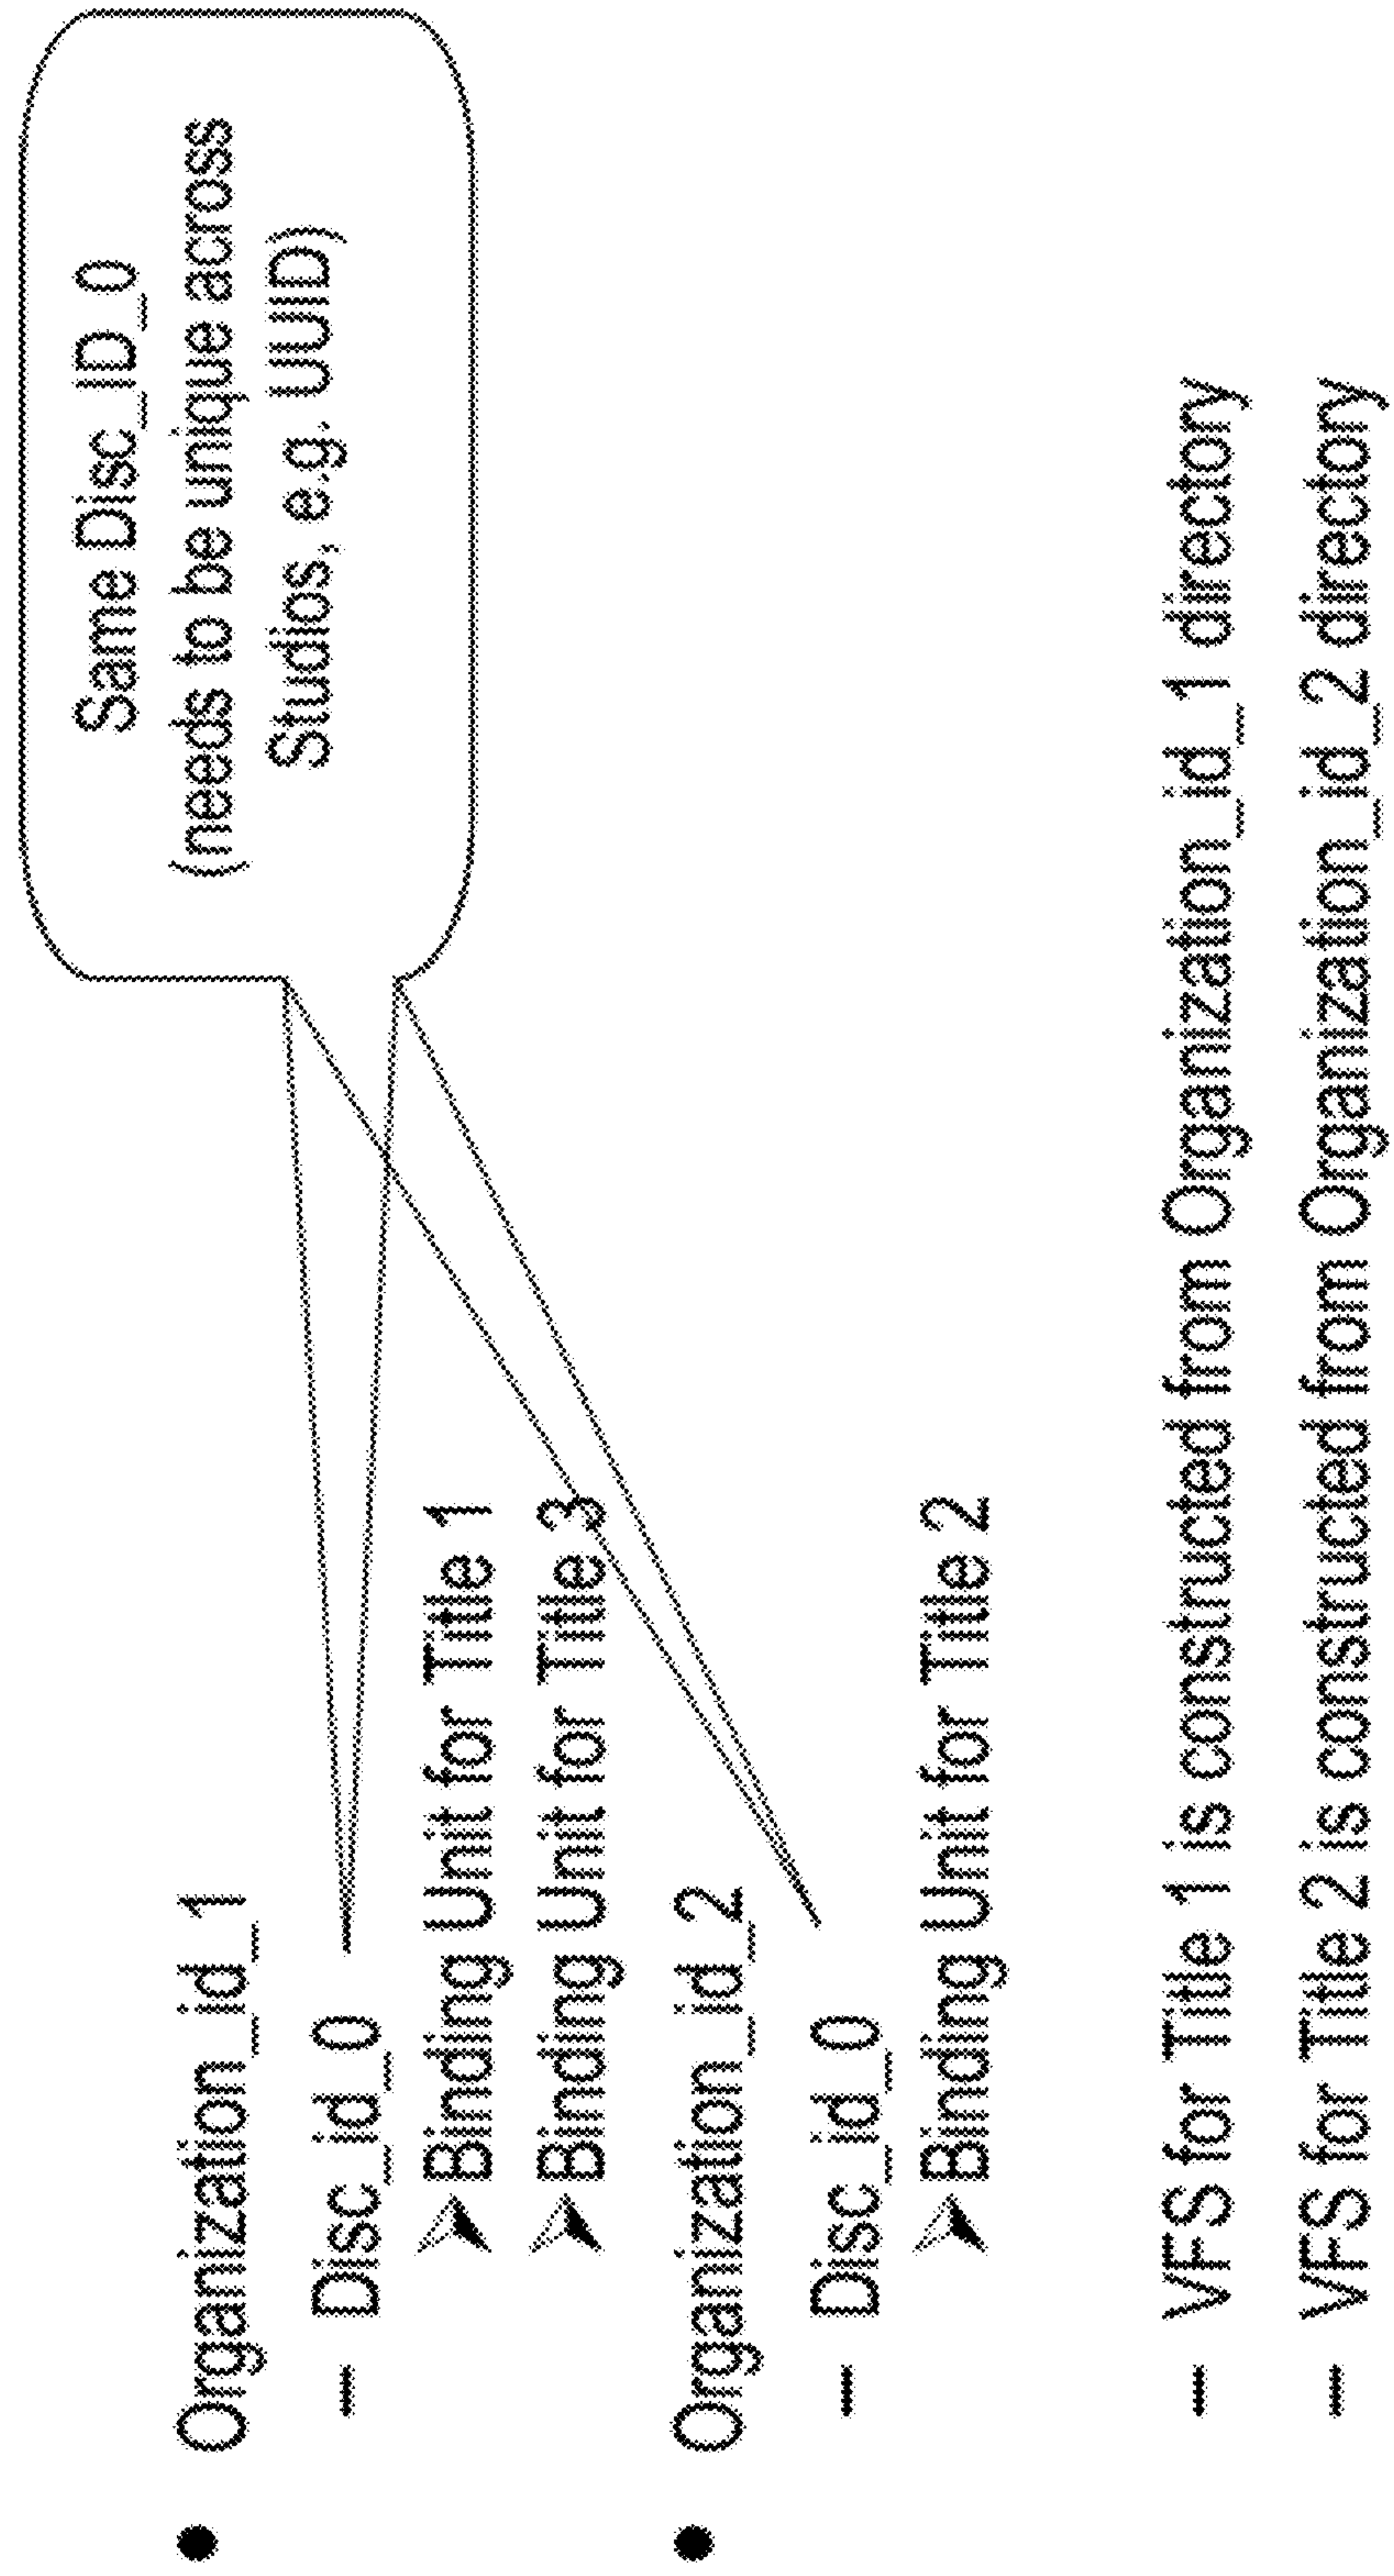 Same Disc_ID_0
(needs to be unique across
Studios, e.g. UUID)
• Organization_id_1
– Disc_id_0
➤Binding Unit for Title 1
➤Binding Unit for Title 3
• Organization_id_2
– Disc_id_0
➤Binding Unit for Title 2
– VFS for Title 1 is constructed from Organization_id_1 directory
– VFS for Title 2 is constructed from Organization_id_2 directory